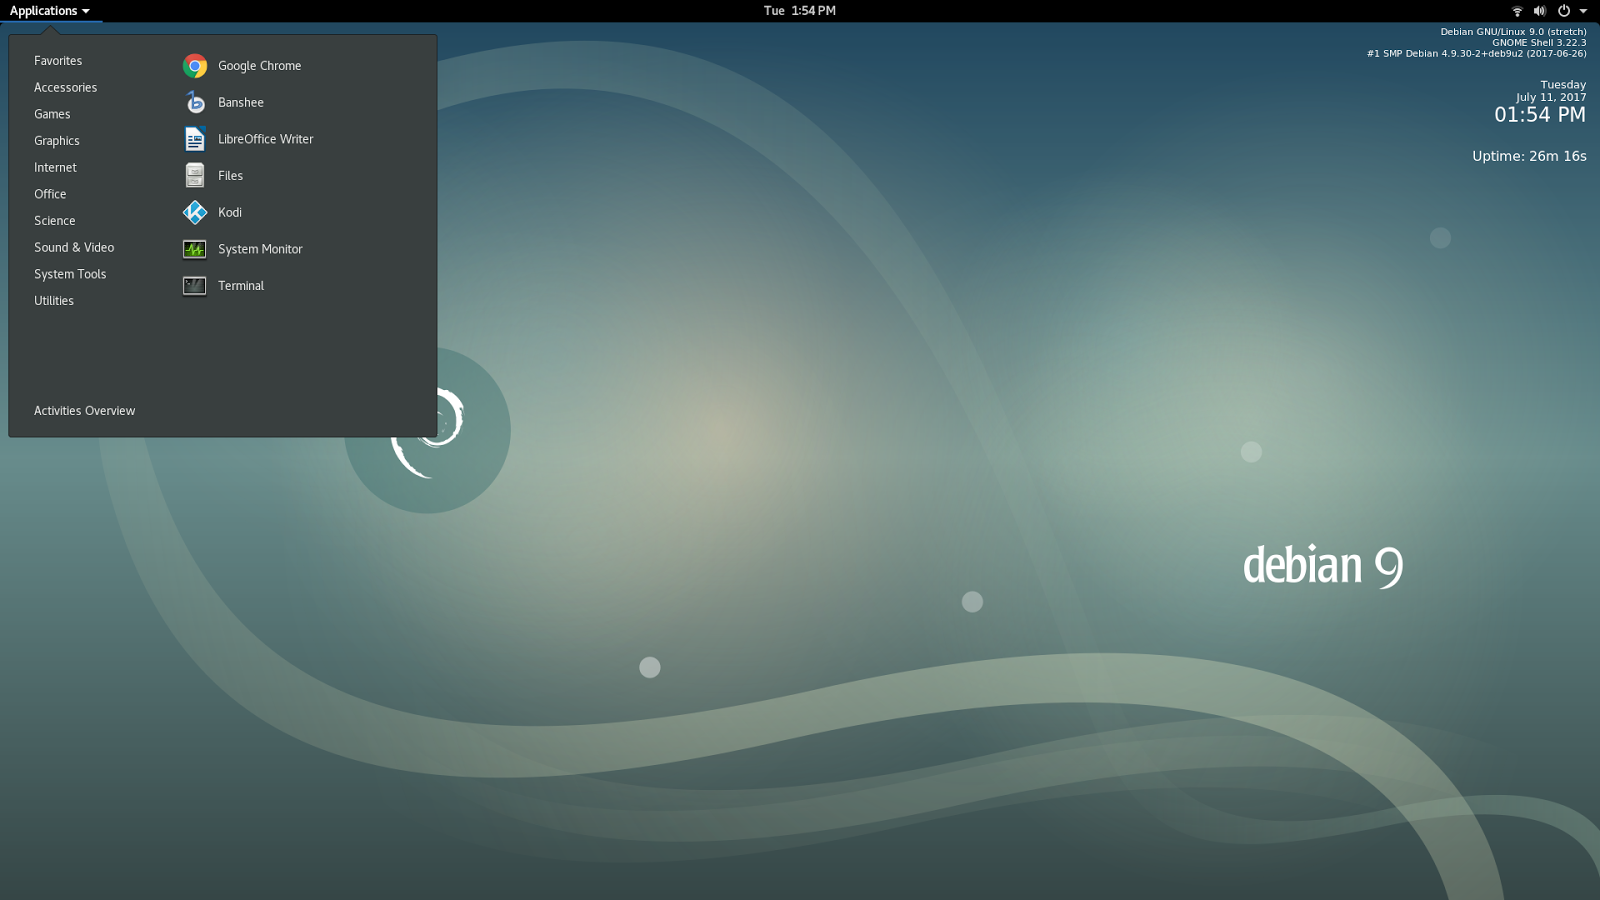 Applications
Tue 1:54 PM
Debian GNU/Linux 9.0 (stretch)
GNOME Shell 3.22.3
#1 SMP Debian 4.9.30-2+deb9u2 (2017-06-26)
Tuesday
July 11, 2017
01:54 PM
Uptime: 26m 16s
Favorites
Accessories
Games
Graphics
Internet
Office
Science
Sound & Video
System Tools
Utilities
Activities Overview
Google Chrome
Banshee
LibreOffice Writer
Files
Kodi
System Monitor
Terminal
debian 9